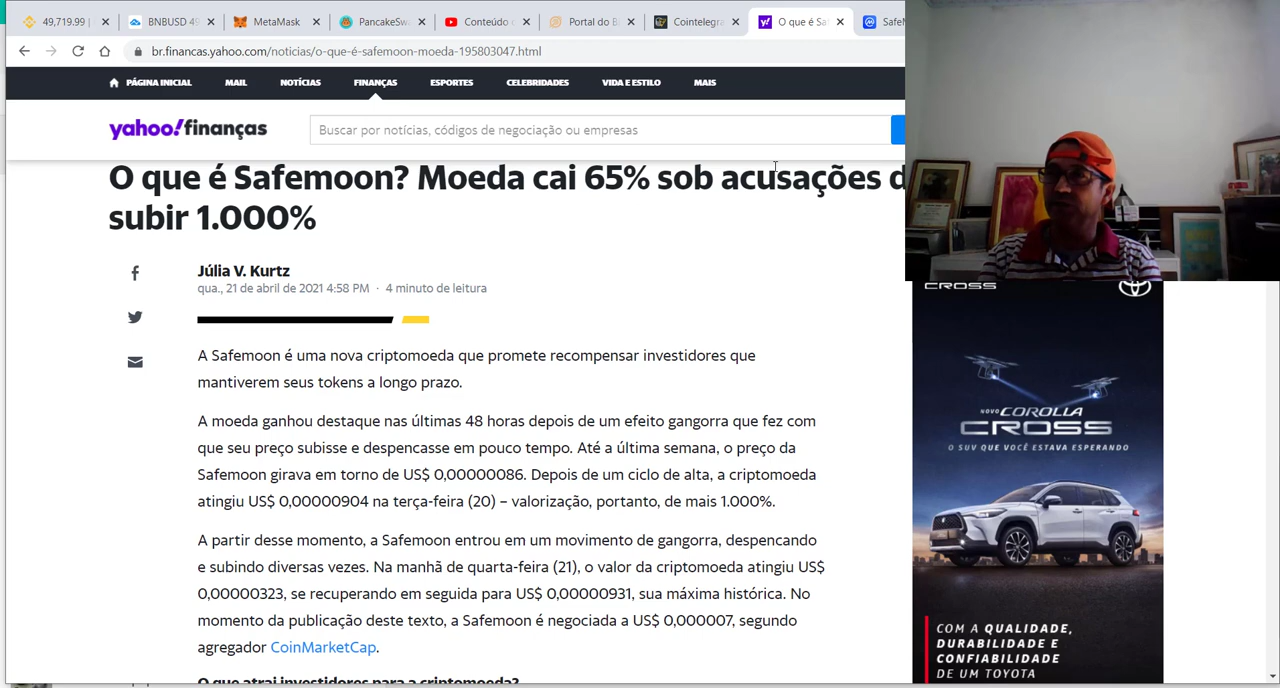 49,719.99 |
BNBUSD 49
MetaMask
PancakeSwa
Conteúdo
Portal do B
Cointelegra
O que é Sa
SafeM
br.financas.yahoo.com/noticias/o-que-é-safemoon-moeda-195803047.html
PÁGINA INICIAL
MAIL
NOTÍCIAS
FINANÇAS
ESPORTES
CELEBRIDADES
VIDA E ESTILO
MAIS
yahoo!finanças
Buscar por notícias, códigos de negociação ou empresas
O que é Safemoon? Moeda cai 65% sob acusações d
subir 1.000%
Júlia V. Kurtz
qua., 21 de abril de 2021 4:58 PM · 4 minuto de leitura
A Safemoon é uma nova criptomoeda que promete recompensar investidores que
mantiverem seus tokens a longo prazo.
A moeda ganhou destaque nas últimas 48 horas depois de um efeito gangorra que fez com
que seu preço subisse e despencasse em pouco tempo. Até a última semana, o preço da
Safemoon girava em torno de US$ 0,00000086. Depois de um ciclo de alta, a criptomoeda
atingiu US$ 0,00000904 na terça-feira (20) – valorização, portanto, de mais 1.000%.
A partir desse momento, a Safemoon entrou em um movimento de gangorra, despencando
e subindo diversas vezes. Na manhã de quarta-feira (21), o valor da criptomoeda atingiu US$
0,00000323, se recuperando em seguida para US$ 0,00000931, sua máxima histórica. No
momento da publicação deste texto, a Safemoon é negociada a US$ 0,000007, segundo
agregador CoinMarketCap.
O que atrai investidores para a criptomoeda?
CROSS
NOVO COROLLA
CROSS
O SUV QUE VOCÊ ESTAVA ESPERANDO
COM A QUALIDADE,
DURABILIDADE E
CONFIABILIDADE
DE UM TOYOTA